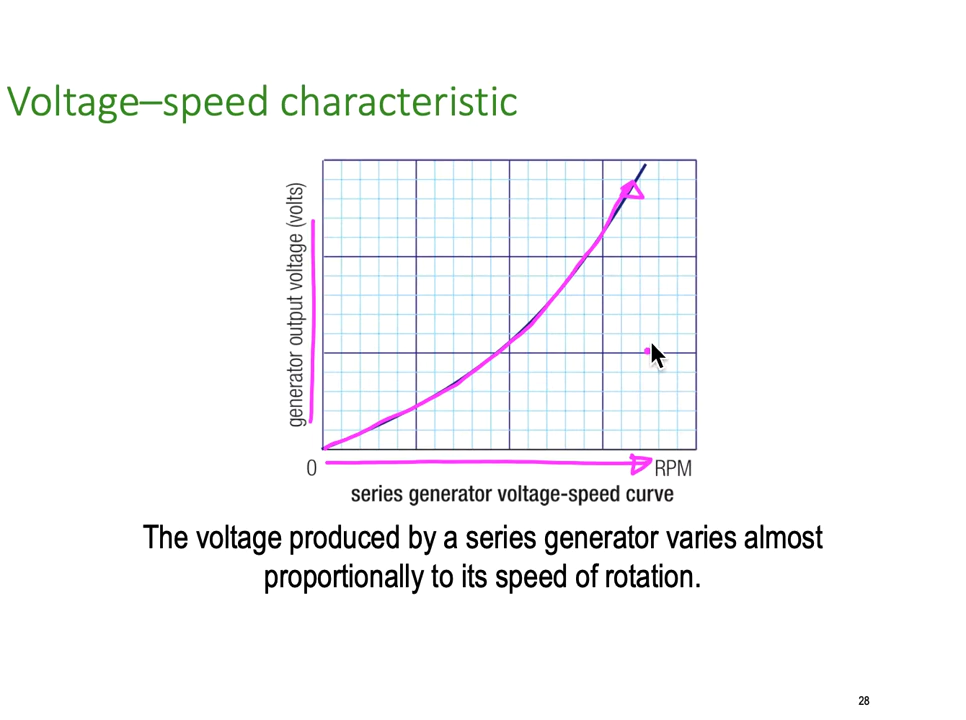 Voltage–speed characteristic
generator output voltage (volts)
0
RPM
series generator voltage-speed curve
The voltage produced by a series generator varies almost
proportionally to its speed of rotation.
28